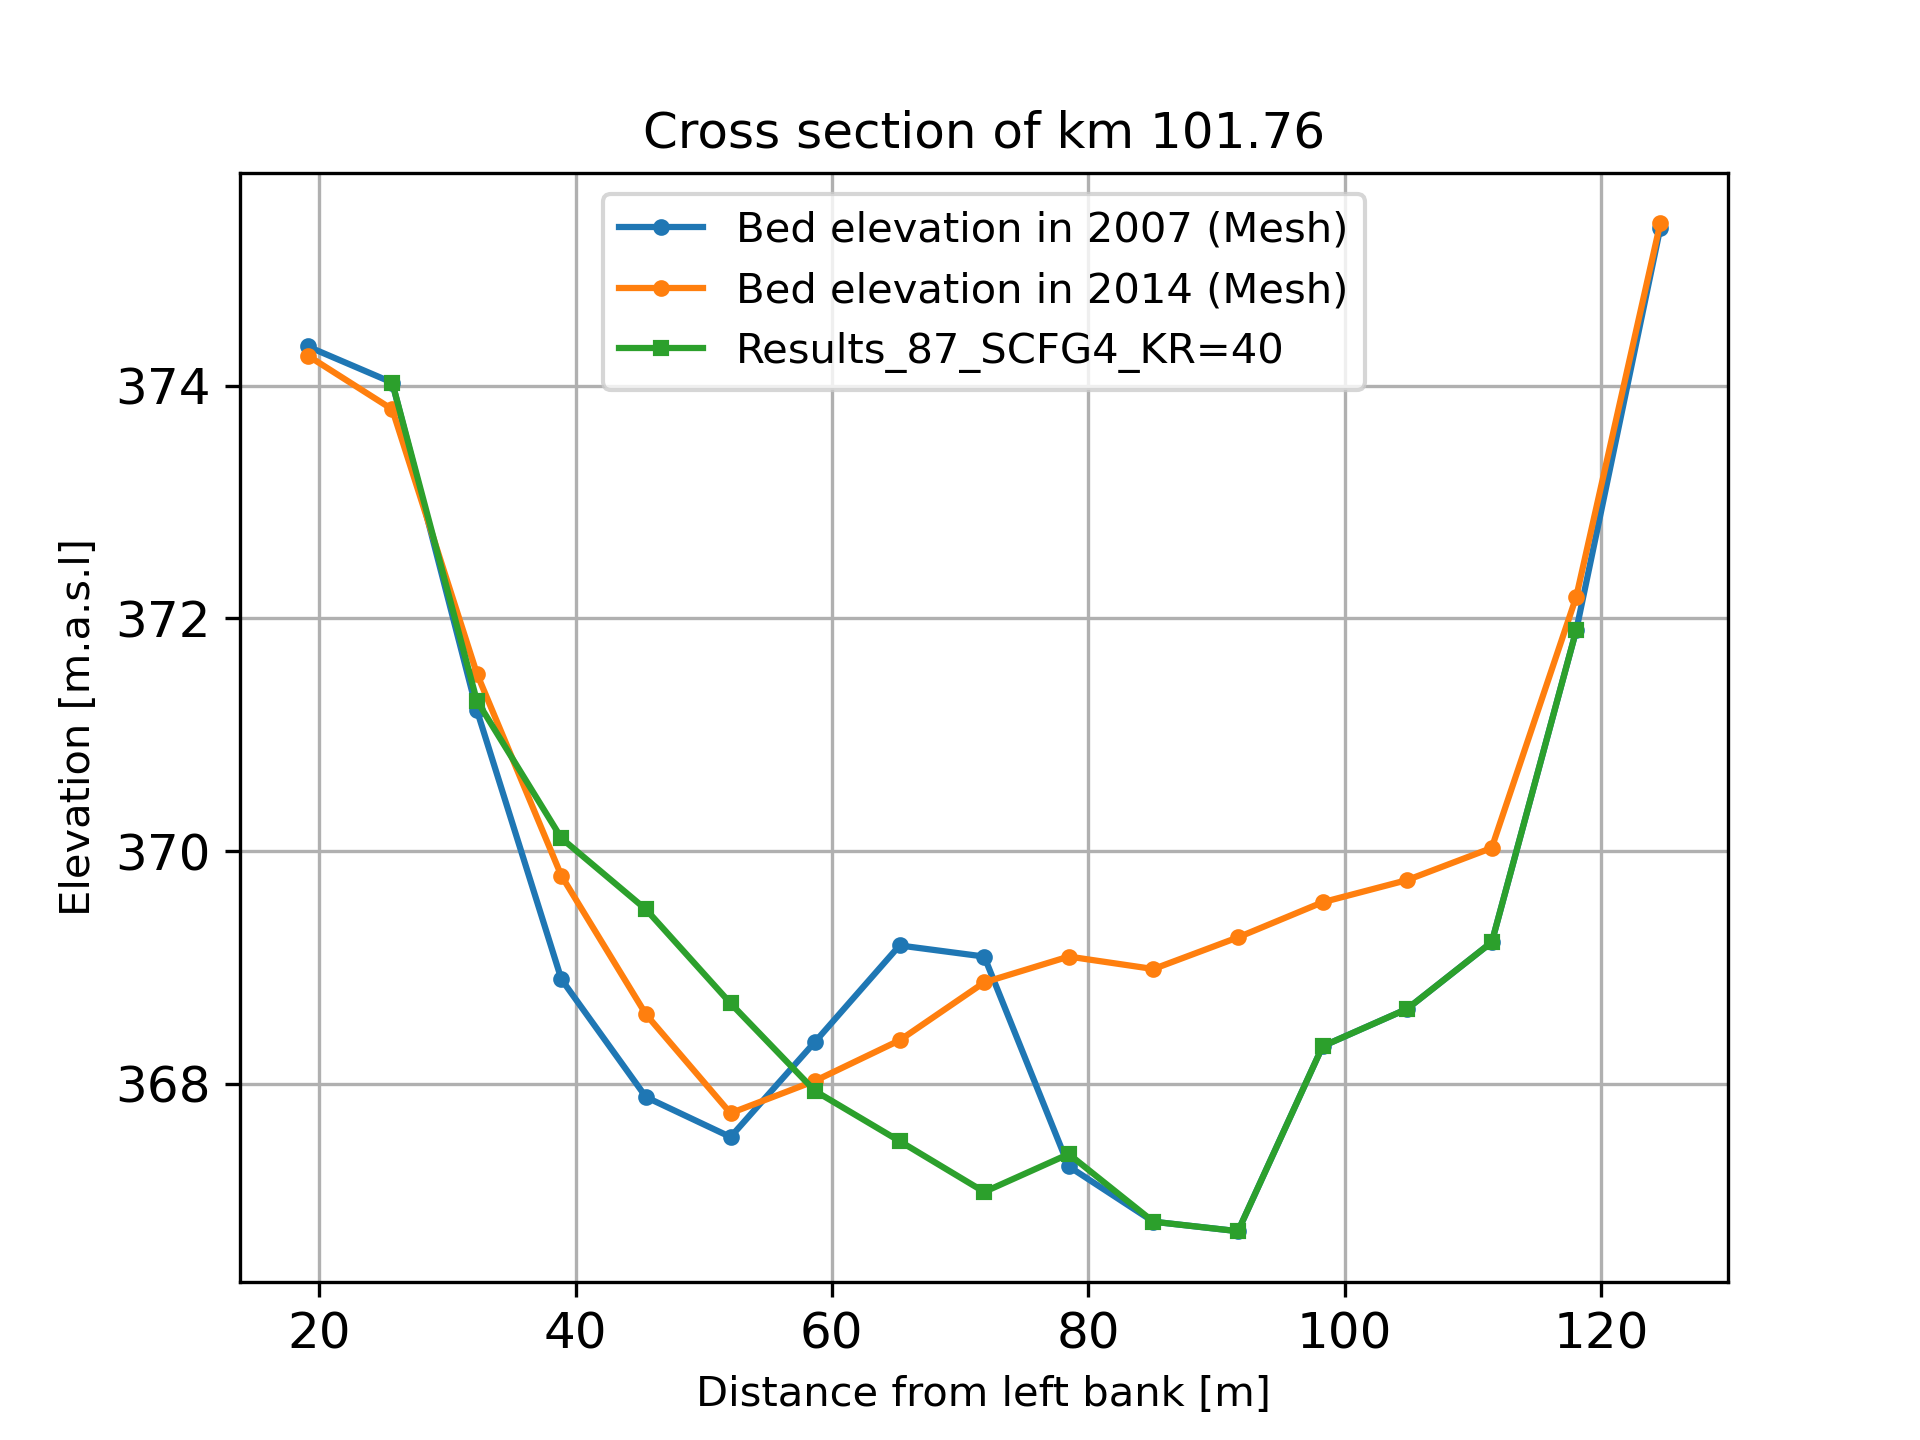 Cross section of km 101.76
Bed elevation in 2007 (Mesh)
Bed elevation in 2014 (Mesh)
Results_87_SCFG4_KR=40
374
372
370
368
Elevation [m.a.s.l]
20 40 60 80 100 120
Distance from left bank [m]